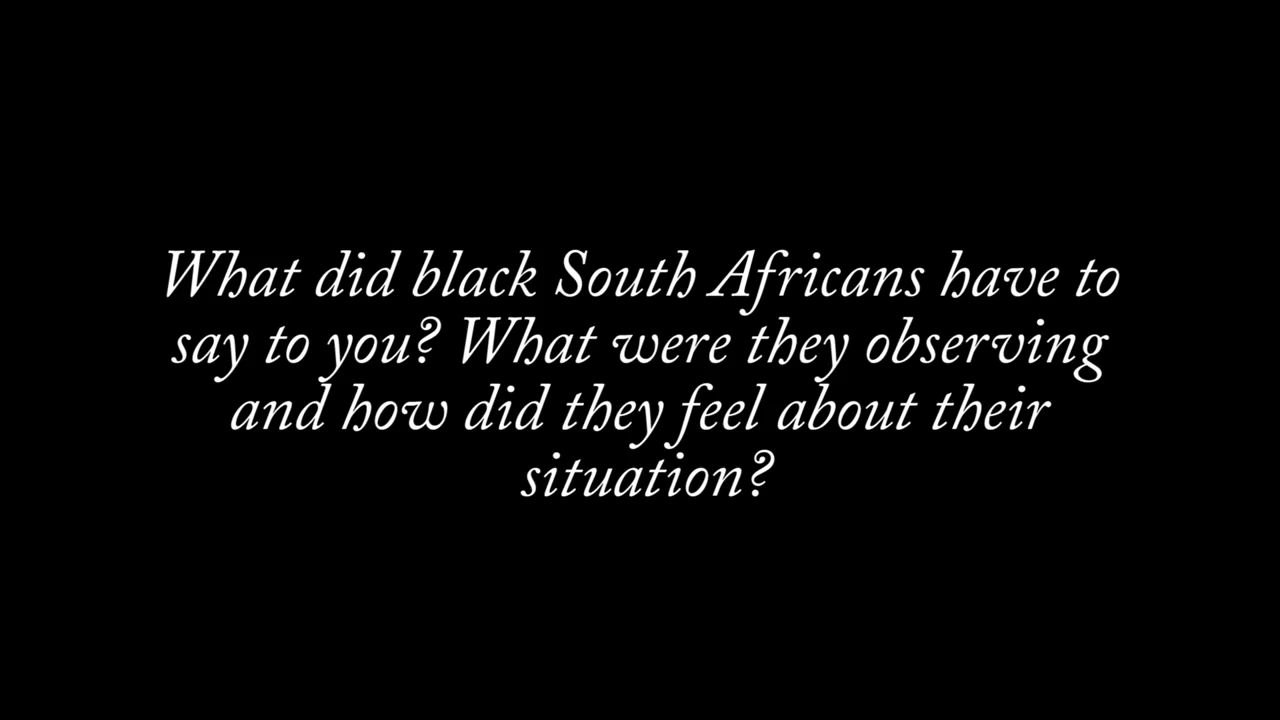 What did black South Africans have to
say to you? What were they observing
and how did they feel about their
situation?